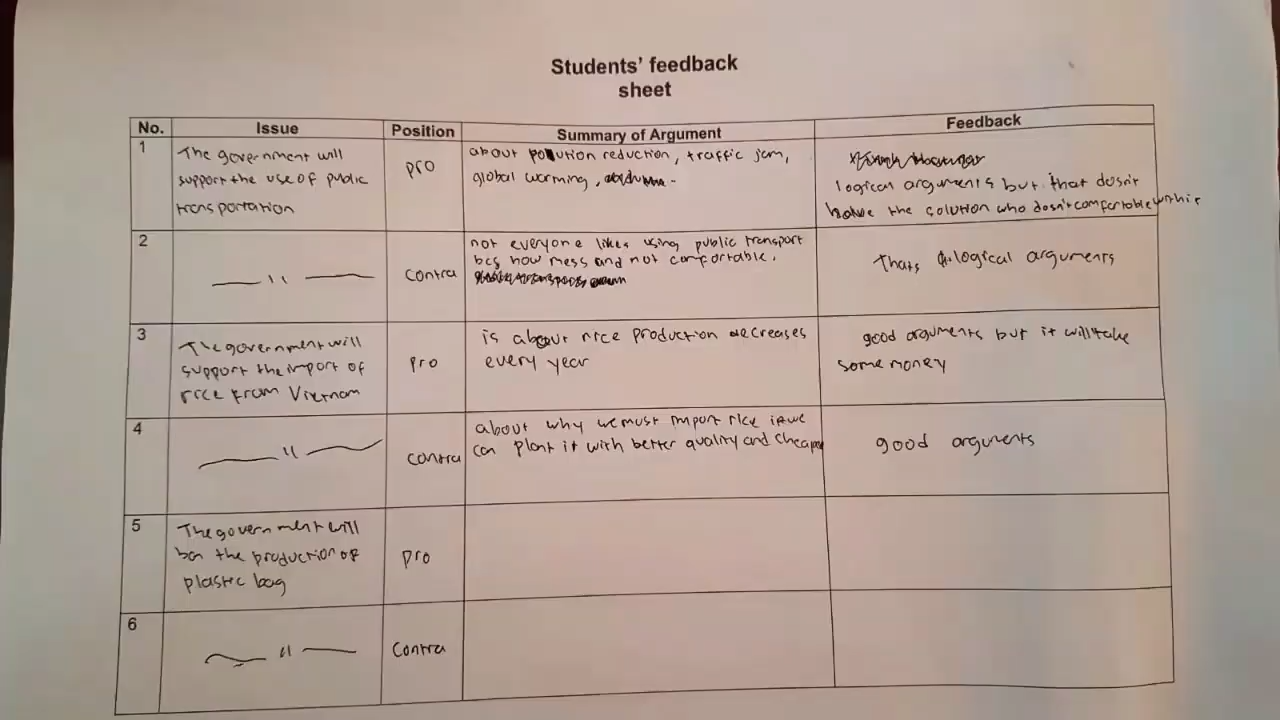 Students' feedback
sheet
No. Issue Position Summary of Argument Feedback
1
The government will
support the use of public
transportation
pro
about pollution reduction, traffic jam,
global warming,
logical arguments but that doesn't
the solution who doesn't comfortable with it
2
— " —
contra
not everyone likes using public transport
bcs how mess and not comfortable.
Thats logical arguments
3
The government will
support the import of
rice from Vietnam
pro
is about rice production decreases
every year
good arguments but it will take
some money
4
— " —
contra
about why we must import rice if we
can plant it with better quality and cheaper
good arguments
5
The government will
ban the production of
plastic bag
pro
6
— " —
contra